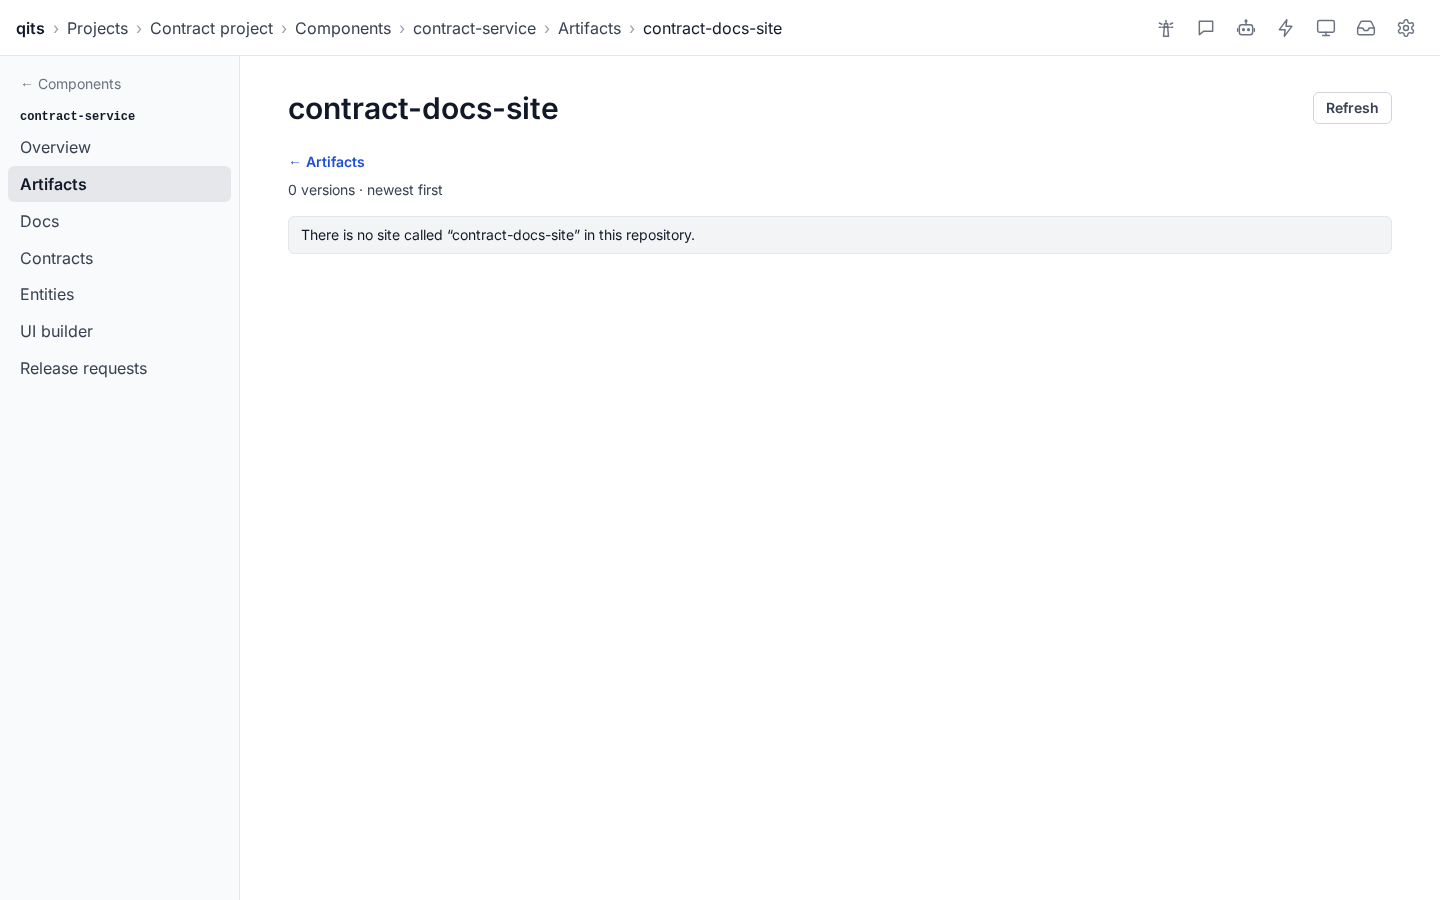 qits › Projects › Contract project › Components › contract-service › Artifacts › contract-docs-site
← Components
contract-service
Overview
Artifacts
Docs
Contracts
Entities
UI builder
Release requests
contract-docs-site
Refresh
← Artifacts
0 versions · newest first
There is no site called “contract-docs-site” in this repository.